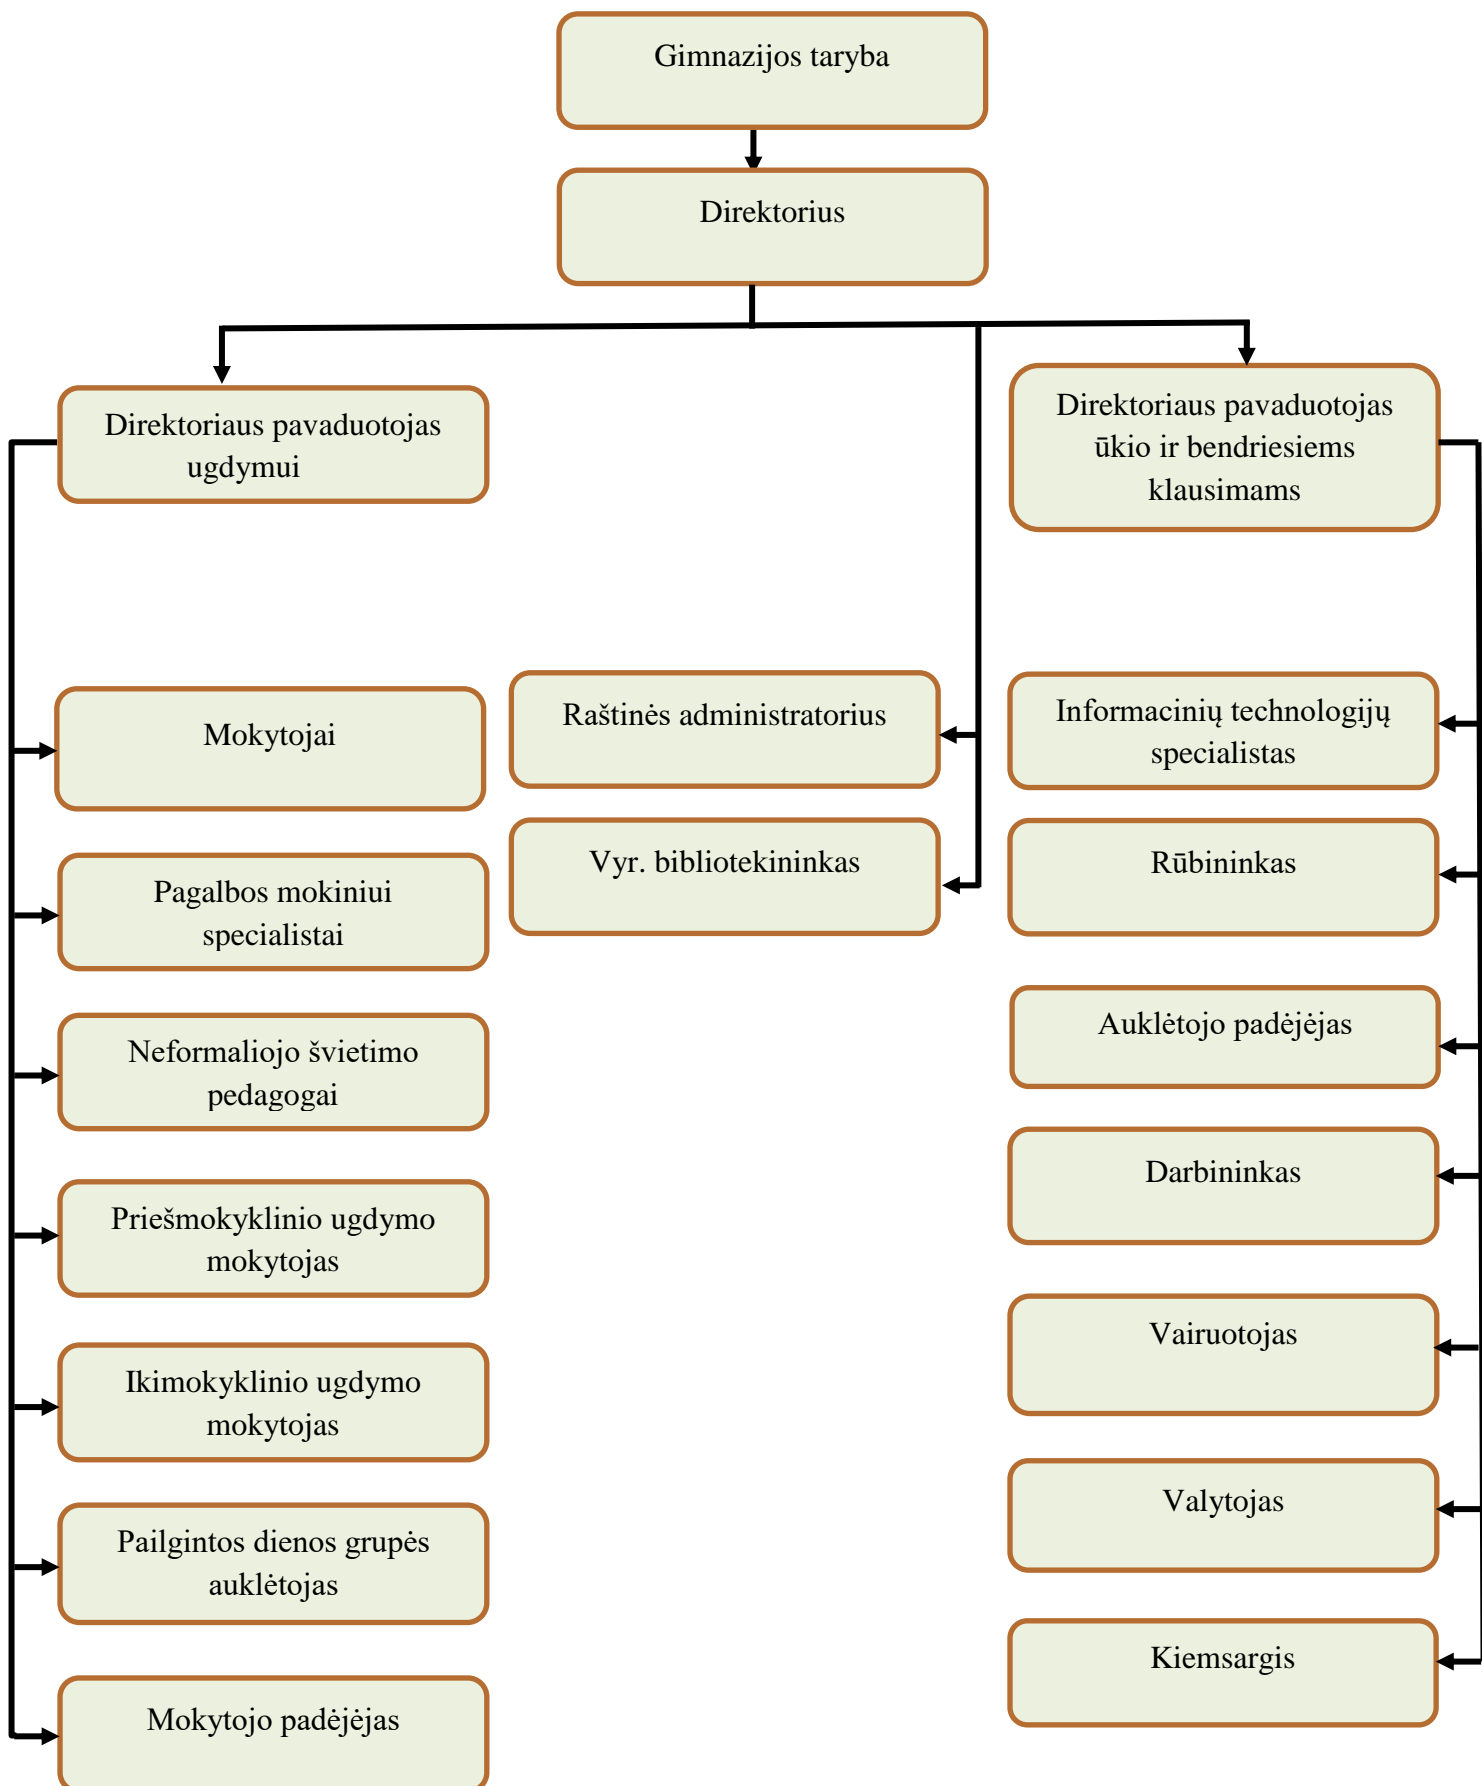 Gimnazijos taryba
Direktorius
Direktoriaus pavaduotojas
ugdymui
Direktoriaus pavaduotojas
ūkio ir bendriesiems
klausimams
Mokytojai
Pagalbos mokiniui
specialistai
Neformaliojo švietimo
pedagogai
Priešmokyklinio ugdymo
mokytojas
Ikimokyklinio ugdymo
mokytojas
Pailgintos dienos grupės
auklėtojas
Mokytojo padėjėjas
Raštinės administratorius
Vyr. bibliotekininkas
Informacinių technologijų
specialistas
Rūbininkas
Auklėtojo padėjėjas
Darbininkas
Vairuotojas
Valytojas
Kiemsargis